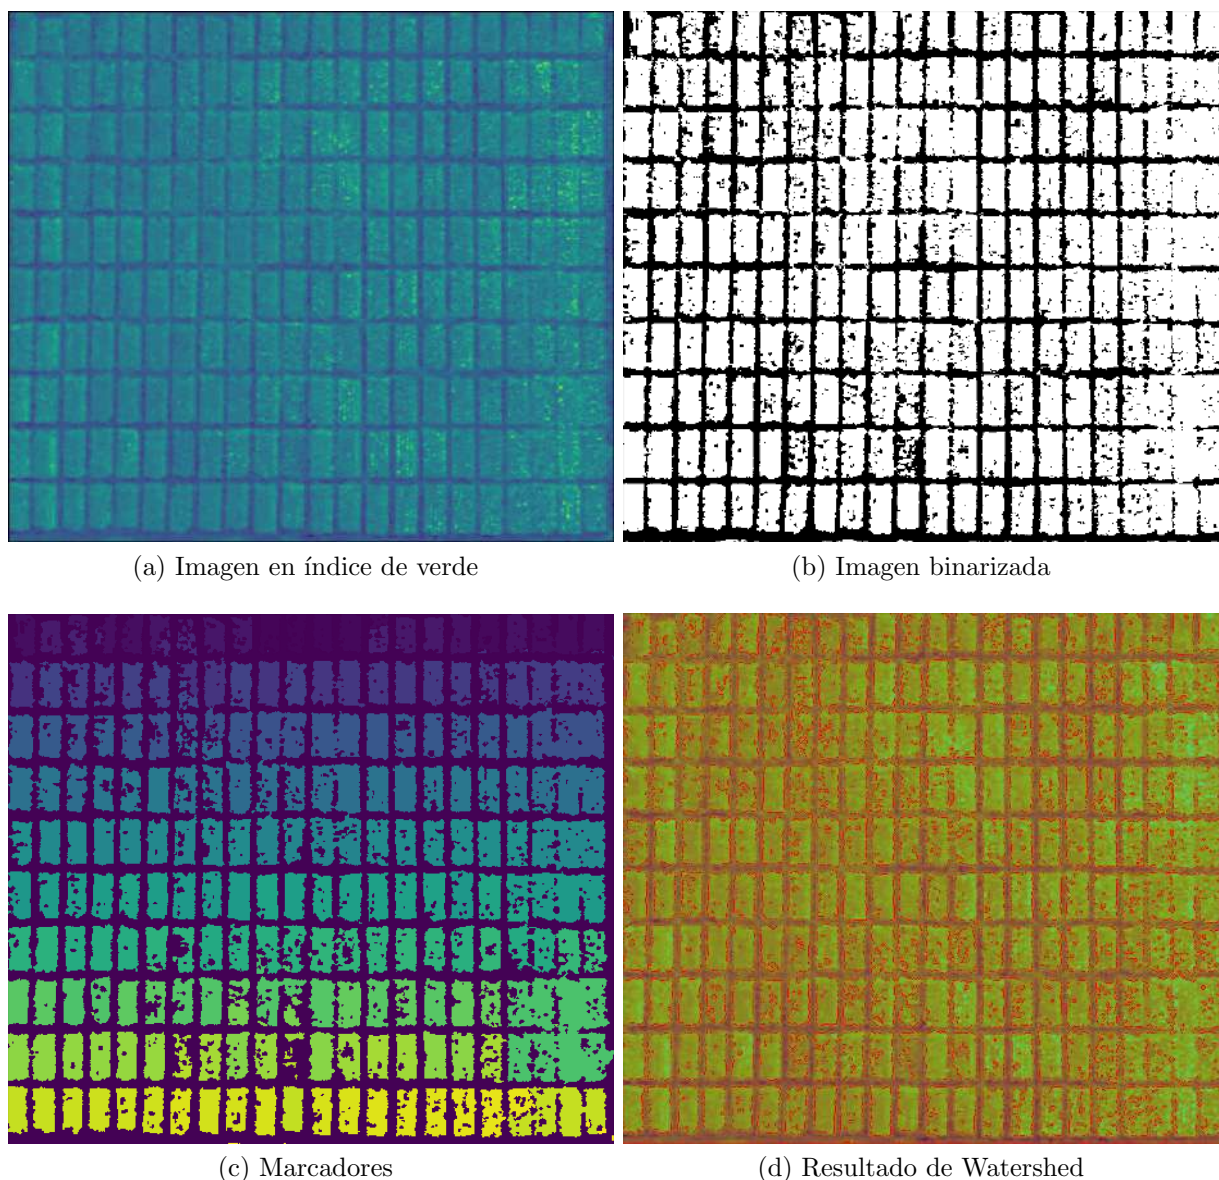 (a) Imagen en índice de verde
(b) Imagen binarizada
(c) Marcadores
(d) Resultado de Watershed